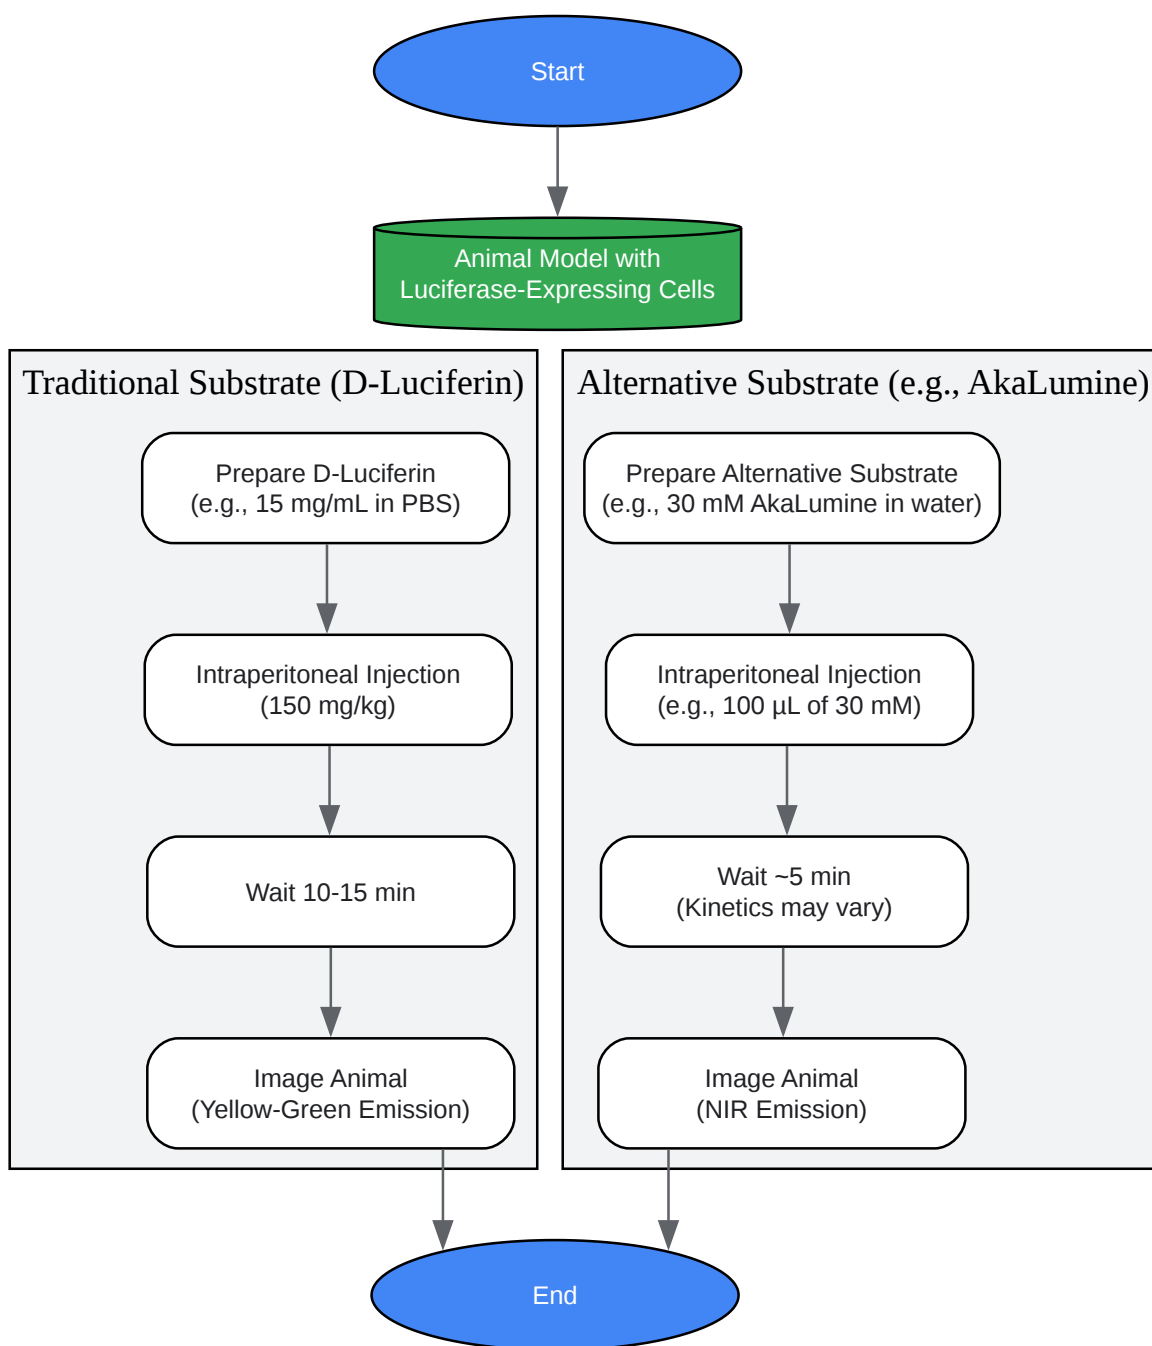 Start
Animal Model with
Luciferase-Expressing Cells
Traditional Substrate (D-Luciferin)
Prepare D-Luciferin
(e.g., 15 mg/mL in PBS)
Intraperitoneal Injection
(150 mg/kg)
Wait 10-15 min
Image Animal
(Yellow-Green Emission)
Alternative Substrate (e.g., AkaLumine)
Prepare Alternative Substrate
(e.g., 30 mM AkaLumine in water)
Intraperitoneal Injection
(e.g., 100 µL of 30 mM)
Wait ~5 min
(Kinetics may vary)
Image Animal
(NIR Emission)
End